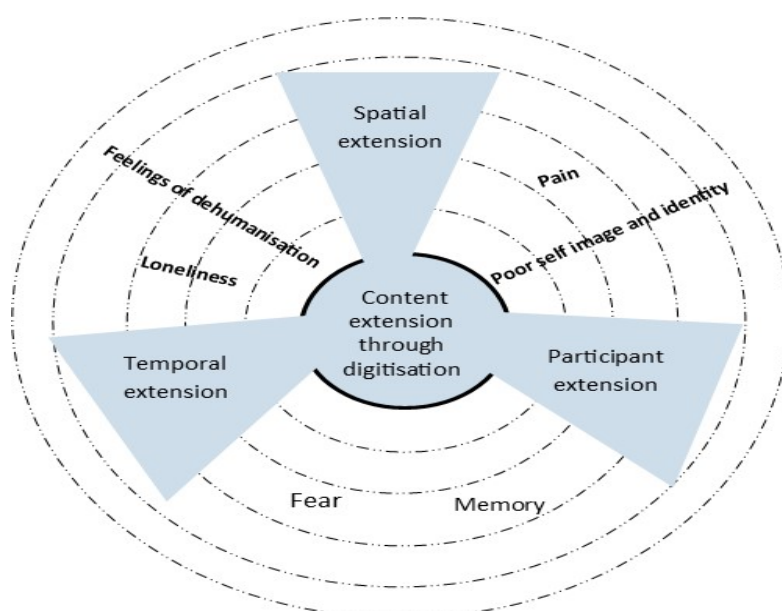 Spatial
extension
Feelings of dehumanisation
Pain
Poor self image and identity
Loneliness
Content
extension
through
digitisation
Temporal
extension
Participant
extension
Fear
Memory